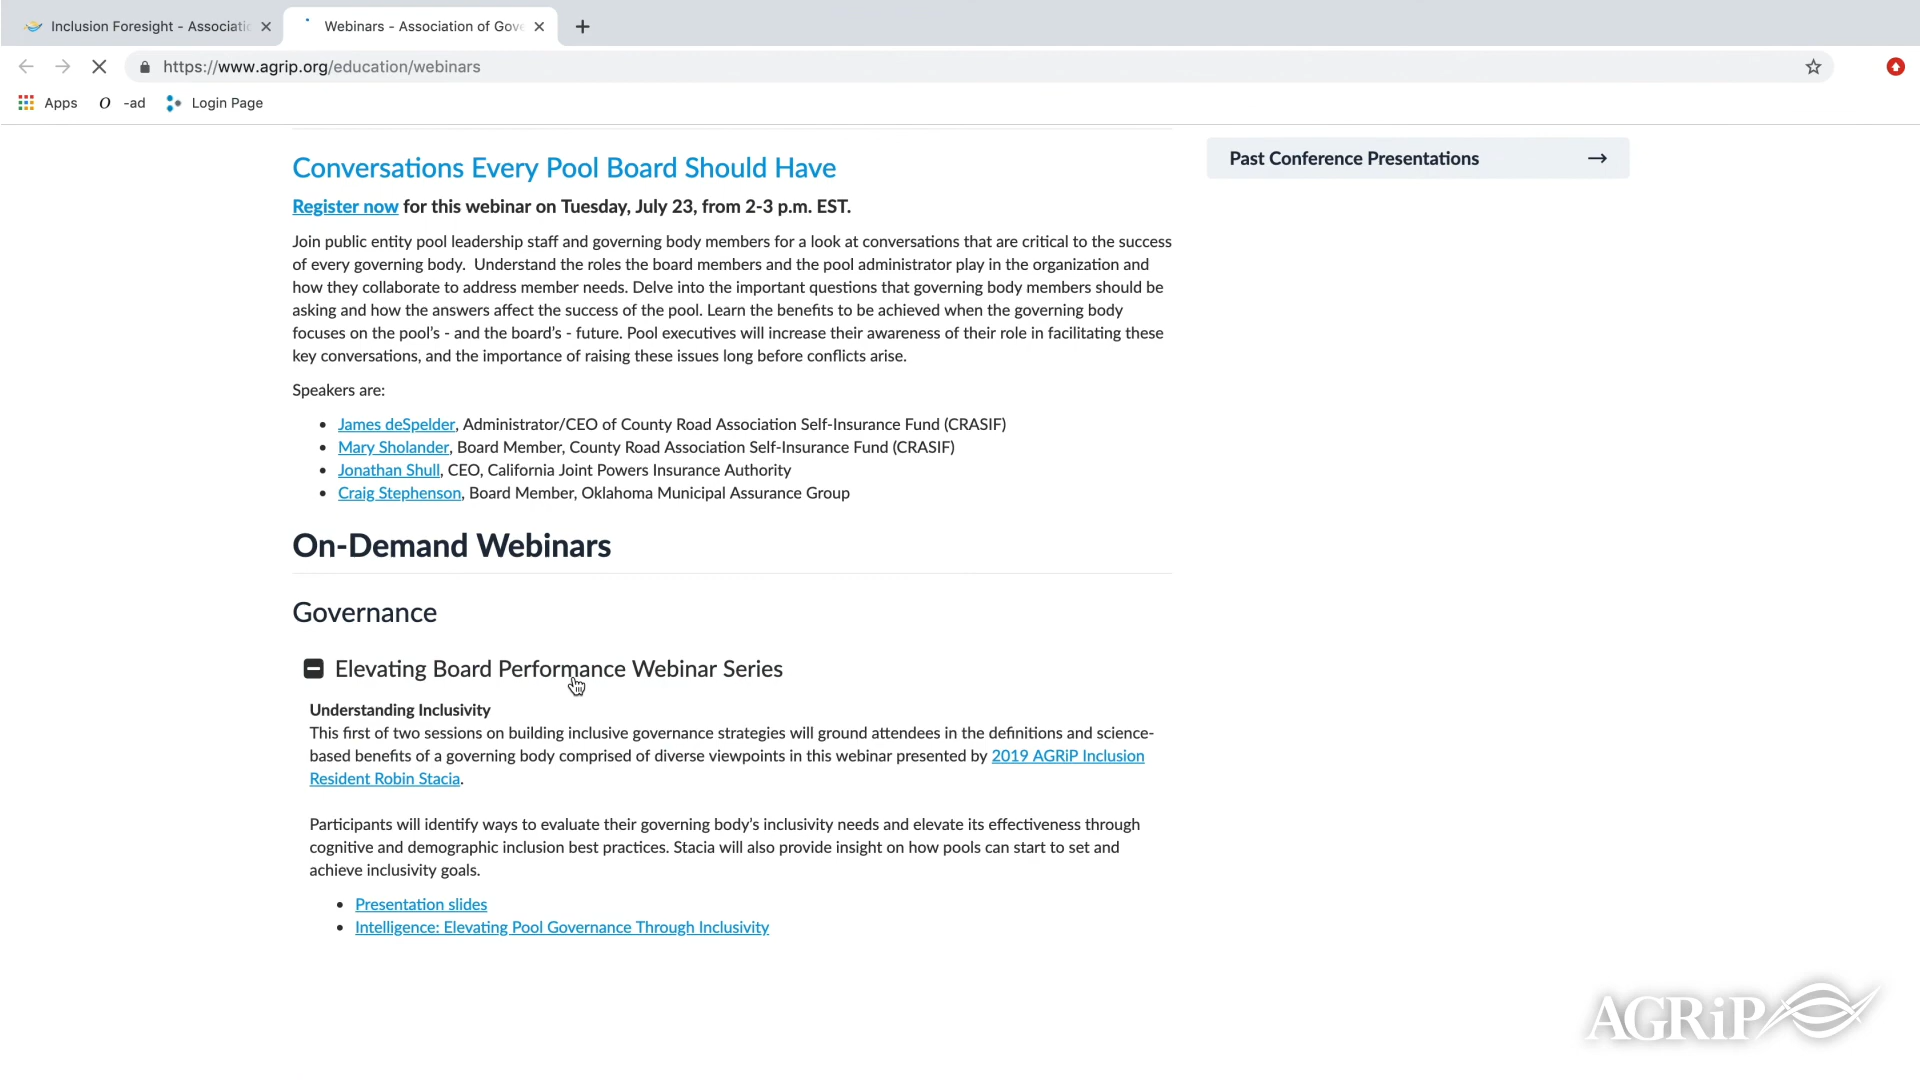 Inclusion Foresight - Associatio
Webinars - Association of Gove
https://www.agrip.org/education/webinars
Apps
O -ad
Login Page
Conversations Every Pool Board Should Have
Past Conference Presentations →
Register now for this webinar on Tuesday, July 23, from 2-3 p.m. EST.
Join public entity pool leadership staff and governing body members for a look at conversations that are critical to the success
of every governing body. Understand the roles the board members and the pool administrator play in the organization and
how they collaborate to address member needs. Delve into the important questions that governing body members should be
asking and how the answers affect the success of the pool. Learn the benefits to be achieved when the governing body
focuses on the pool's - and the board's - future. Pool executives will increase their awareness of their role in facilitating these
key conversations, and the importance of raising these issues long before conflicts arise.
Speakers are:
• James deSpelder, Administrator/CEO of County Road Association Self-Insurance Fund (CRASIF)
• Mary Sholander, Board Member, County Road Association Self-Insurance Fund (CRASIF)
• Jonathan Shull, CEO, California Joint Powers Insurance Authority
• Craig Stephenson, Board Member, Oklahoma Municipal Assurance Group
On-Demand Webinars
Governance
Elevating Board Performance Webinar Series
Understanding Inclusivity
This first of two sessions on building inclusive governance strategies will ground attendees in the definitions and science-
based benefits of a governing body comprised of diverse viewpoints in this webinar presented by 2019 AGRiP Inclusion
Resident Robin Stacia.
Participants will identify ways to evaluate their governing body's inclusivity needs and elevate its effectiveness through
cognitive and demographic inclusion best practices. Stacia will also provide insight on how pools can start to set and
achieve inclusivity goals.
• Presentation slides
• Intelligence: Elevating Pool Governance Through Inclusivity
AGRiP